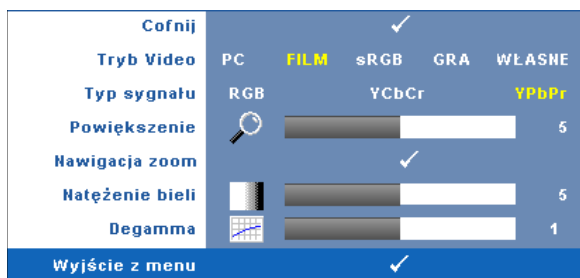 Cofnij
Tryb Video PC FILM sRGB GRA WŁASNE
Typ sygnału RGB YCbCr YPbPr
Powiększenie 5
Nawigacja zoom
Natężenie bieli 5
Degamma 1
Wyjście z menu